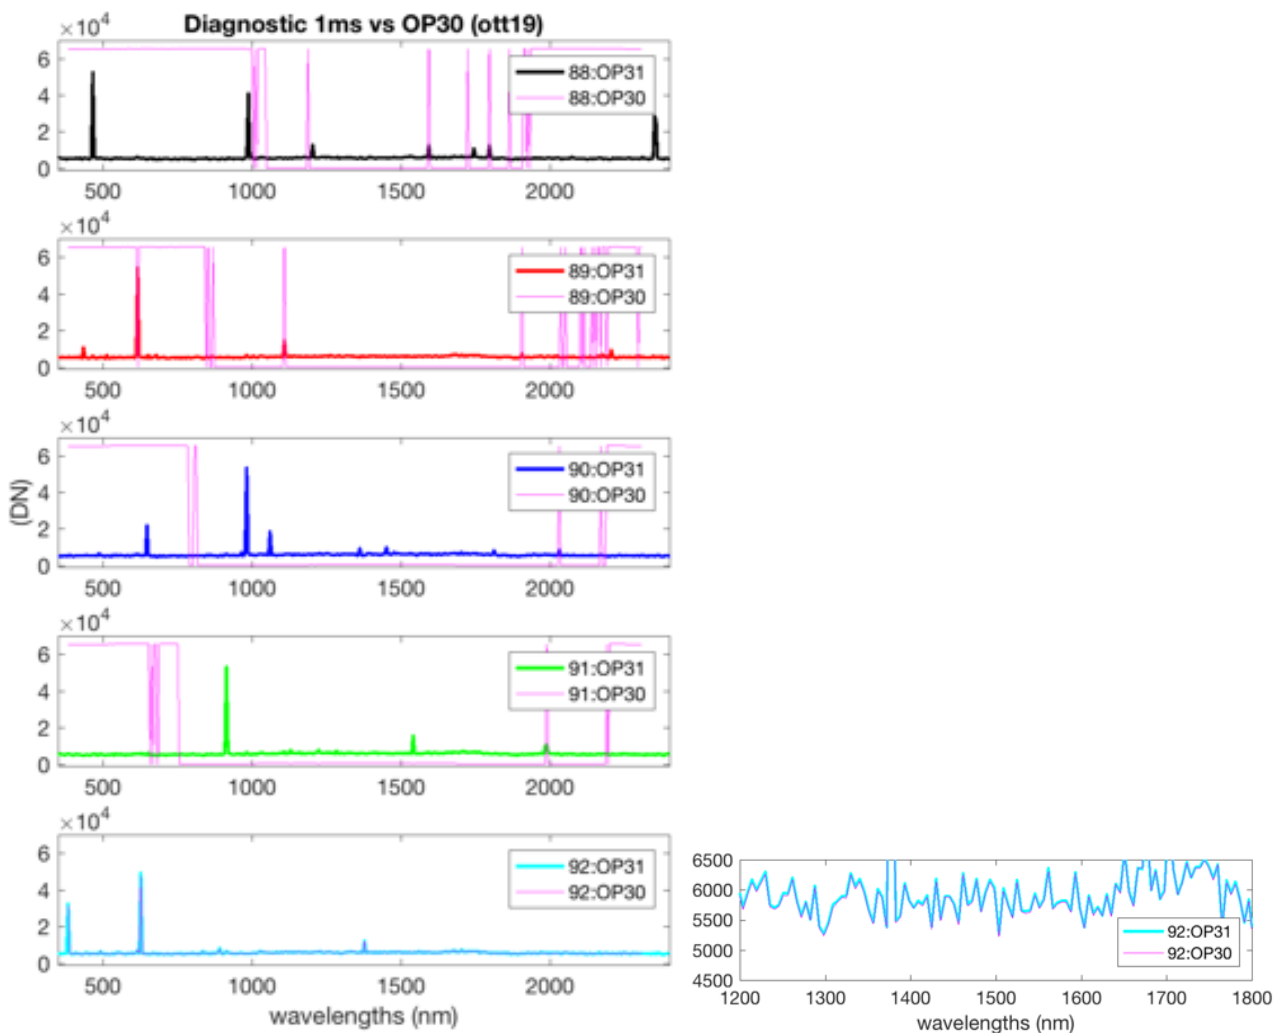 Diagnostic 1ms vs OP30 (ott19)
×10⁴
6
4
2
0
88:OP31
88:OP30
500 1000 1500 2000
×10⁴
6
4
2
0
89:OP31
89:OP30
500 1000 1500 2000
×10⁴
6
4
2
0
(DN)
90:OP31
90:OP30
500 1000 1500 2000
×10⁴
6
4
2
0
91:OP31
91:OP30
500 1000 1500 2000
×10⁴
6
4
2
0
92:OP31
92:OP30
500 1000 1500 2000
wavelengths (nm)
6500
6000
5500
5000
4500
92:OP31
92:OP30
1200 1300 1400 1500 1600 1700 1800
wavelengths (nm)